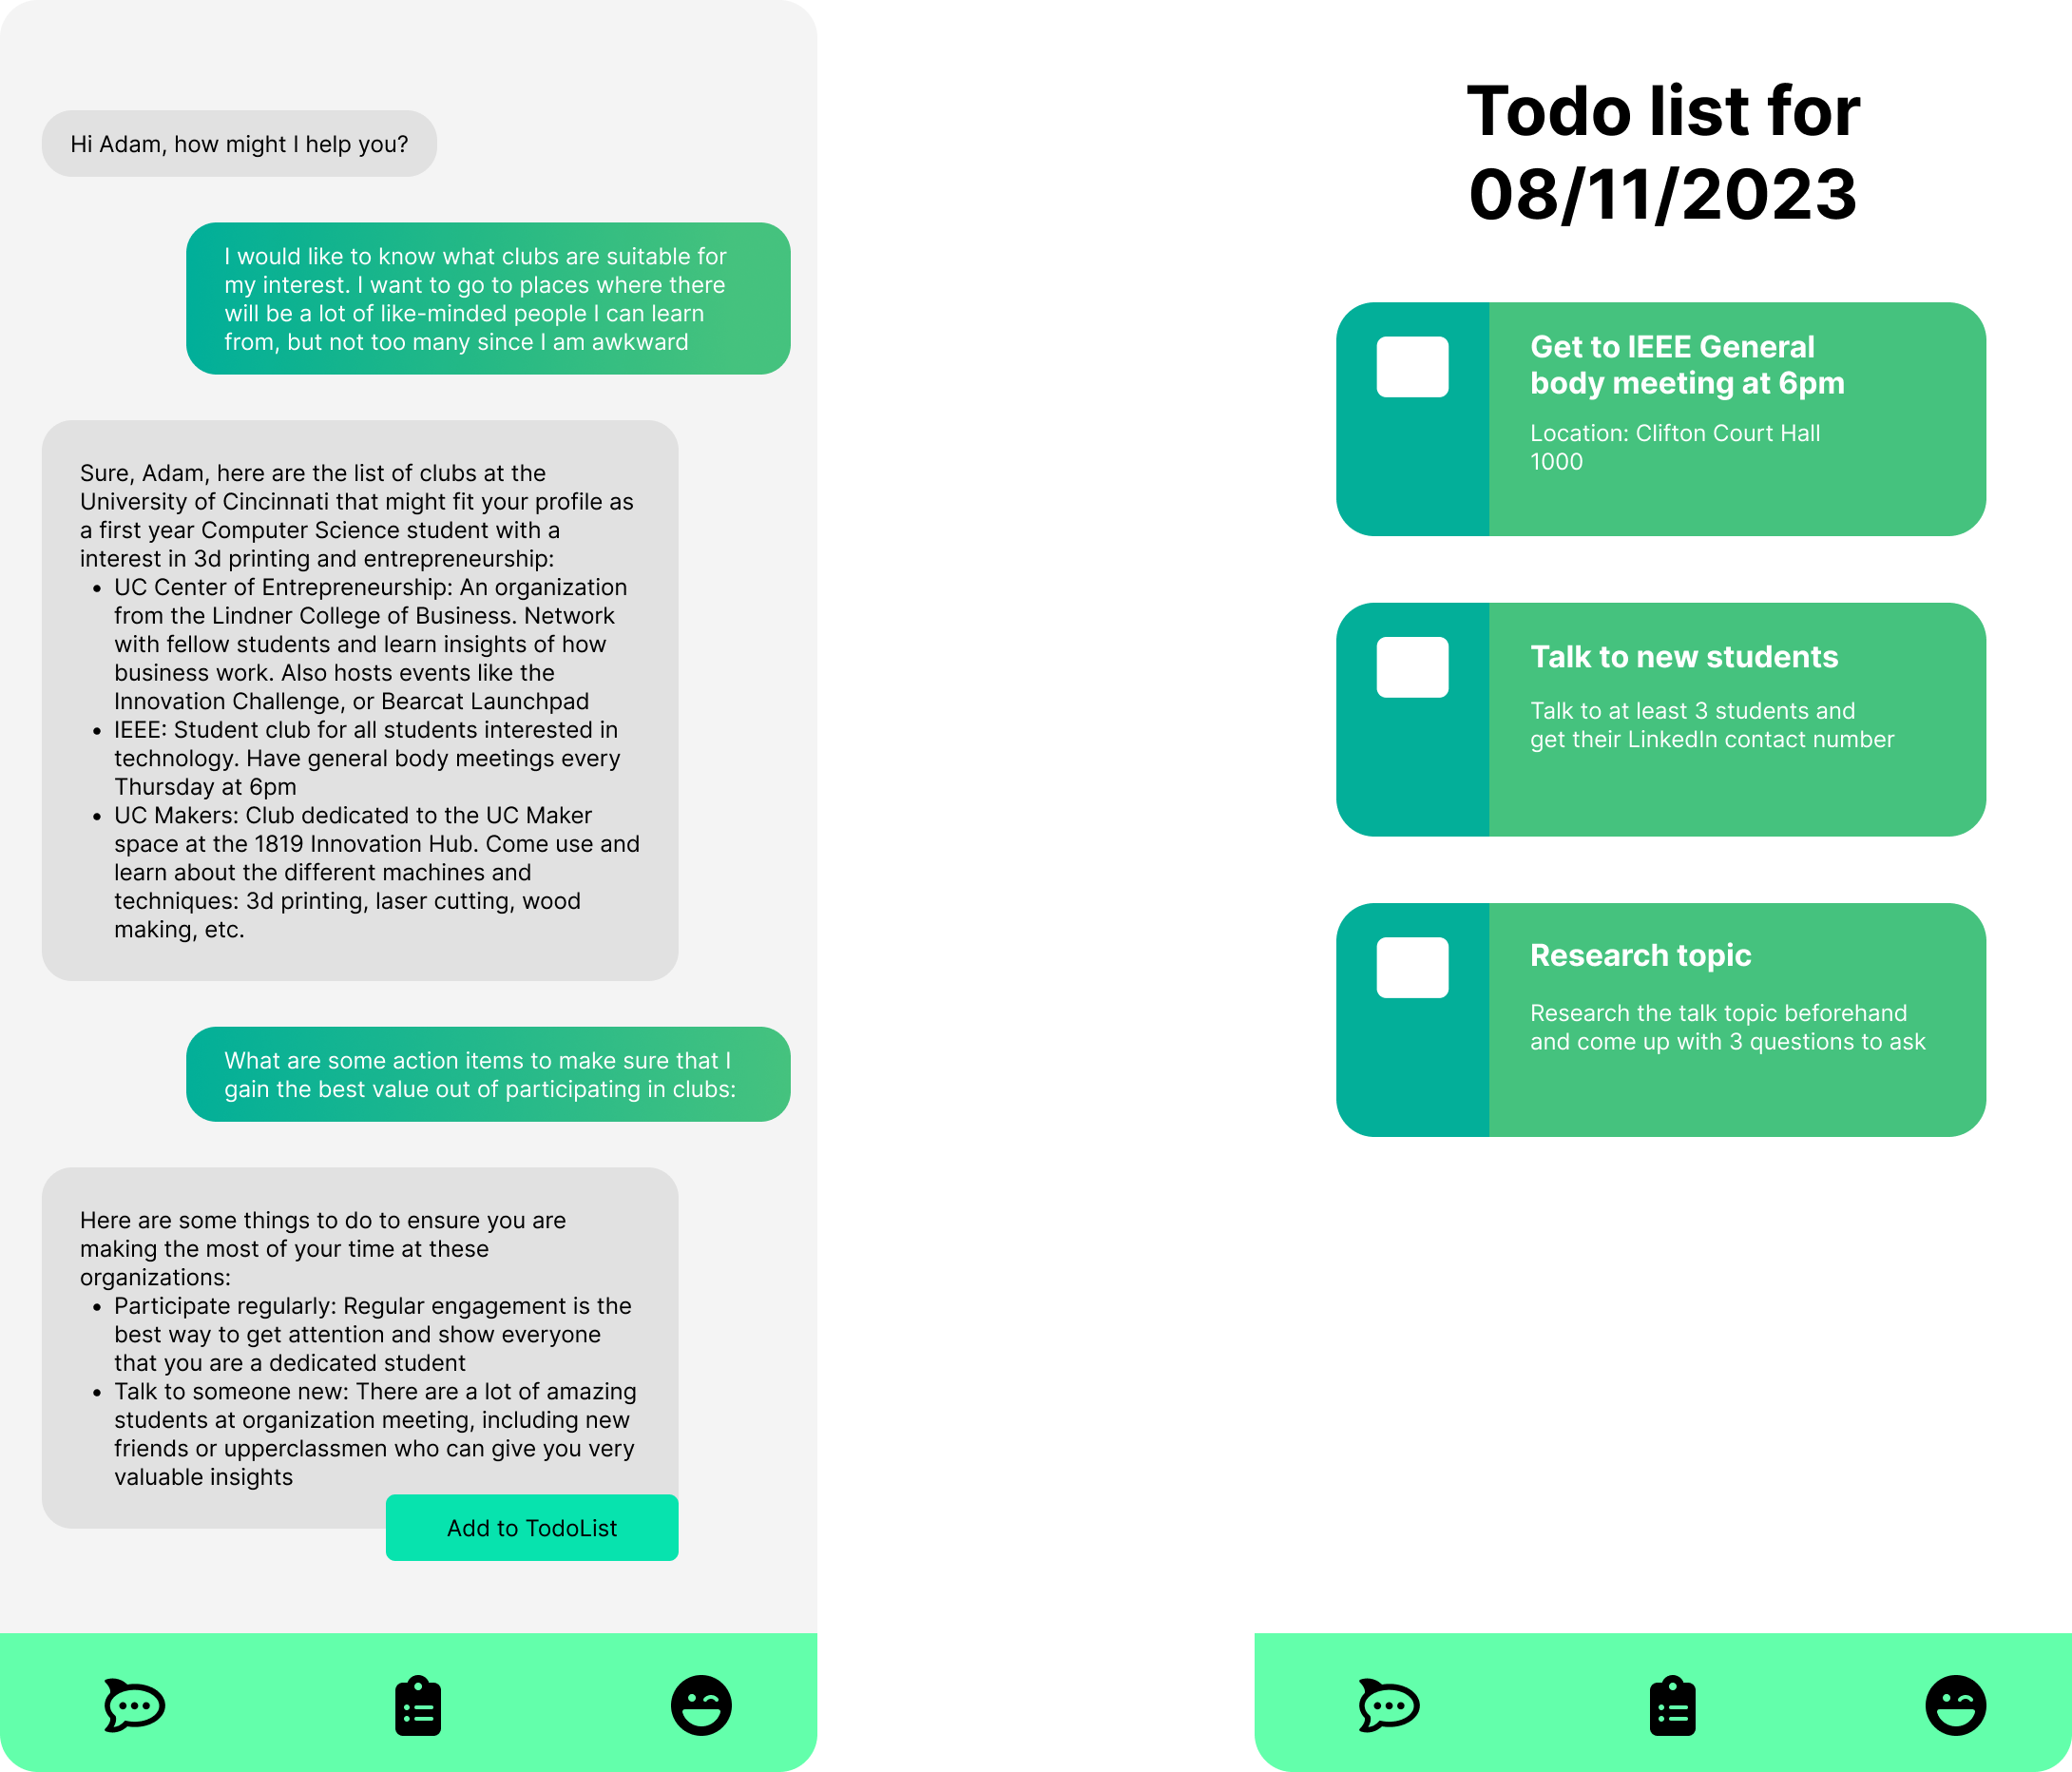 Hi Adam, how might I help you?
I would like to know what clubs are suitable for
my interest. I want to go to places where there
will be a lot of like-minded people I can learn
from, but not too many since I am awkward
Sure, Adam, here are the list of clubs at the
University of Cincinnati that might fit your profile as
a first year Computer Science student with a
interest in 3d printing and entrepreneurship:
• UC Center of Entrepreneurship: An organization
from the Lindner College of Business. Network
with fellow students and learn insights of how
business work. Also hosts events like the
Innovation Challenge, or Bearcat Launchpad
• IEEE: Student club for all students interested in
technology. Have general body meetings every
Thursday at 6pm
• UC Makers: Club dedicated to the UC Maker
space at the 1819 Innovation Hub. Come use and
learn about the different machines and
techniques: 3d printing, laser cutting, wood
making, etc.
What are some action items to make sure that I
gain the best value out of participating in clubs:
Here are some things to do to ensure you are
making the most of your time at these
organizations:
• Participate regularly: Regular engagement is the
best way to get attention and show everyone
that you are a dedicated student
• Talk to someone new: There are a lot of amazing
students at organization meeting, including new
friends or upperclassmen who can give you very
valuable insights
Add to TodoList
Todo list for
08/11/2023
Get to IEEE General
body meeting at 6pm
Location: Clifton Court Hall
1000
Talk to new students
Talk to at least 3 students and
get their LinkedIn contact number
Research topic
Research the talk topic beforehand
and come up with 3 questions to ask